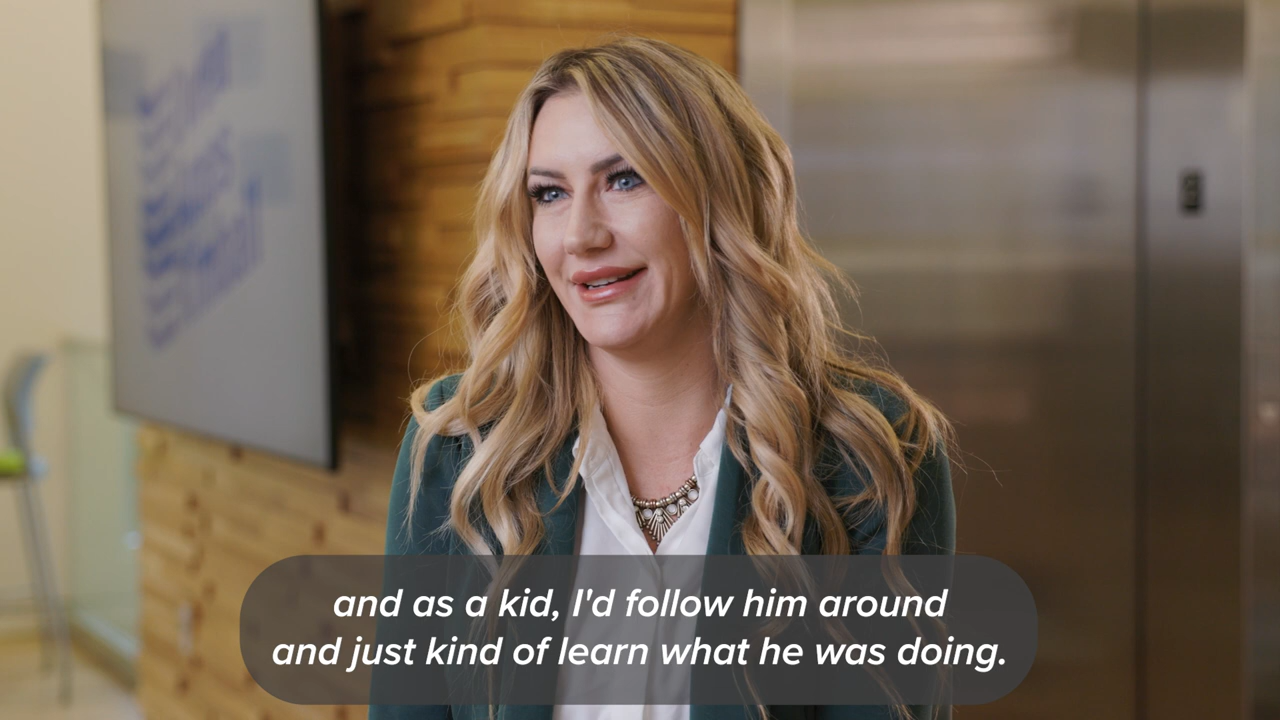 and as a kid, I'd follow him around
and just kind of learn what he was doing.